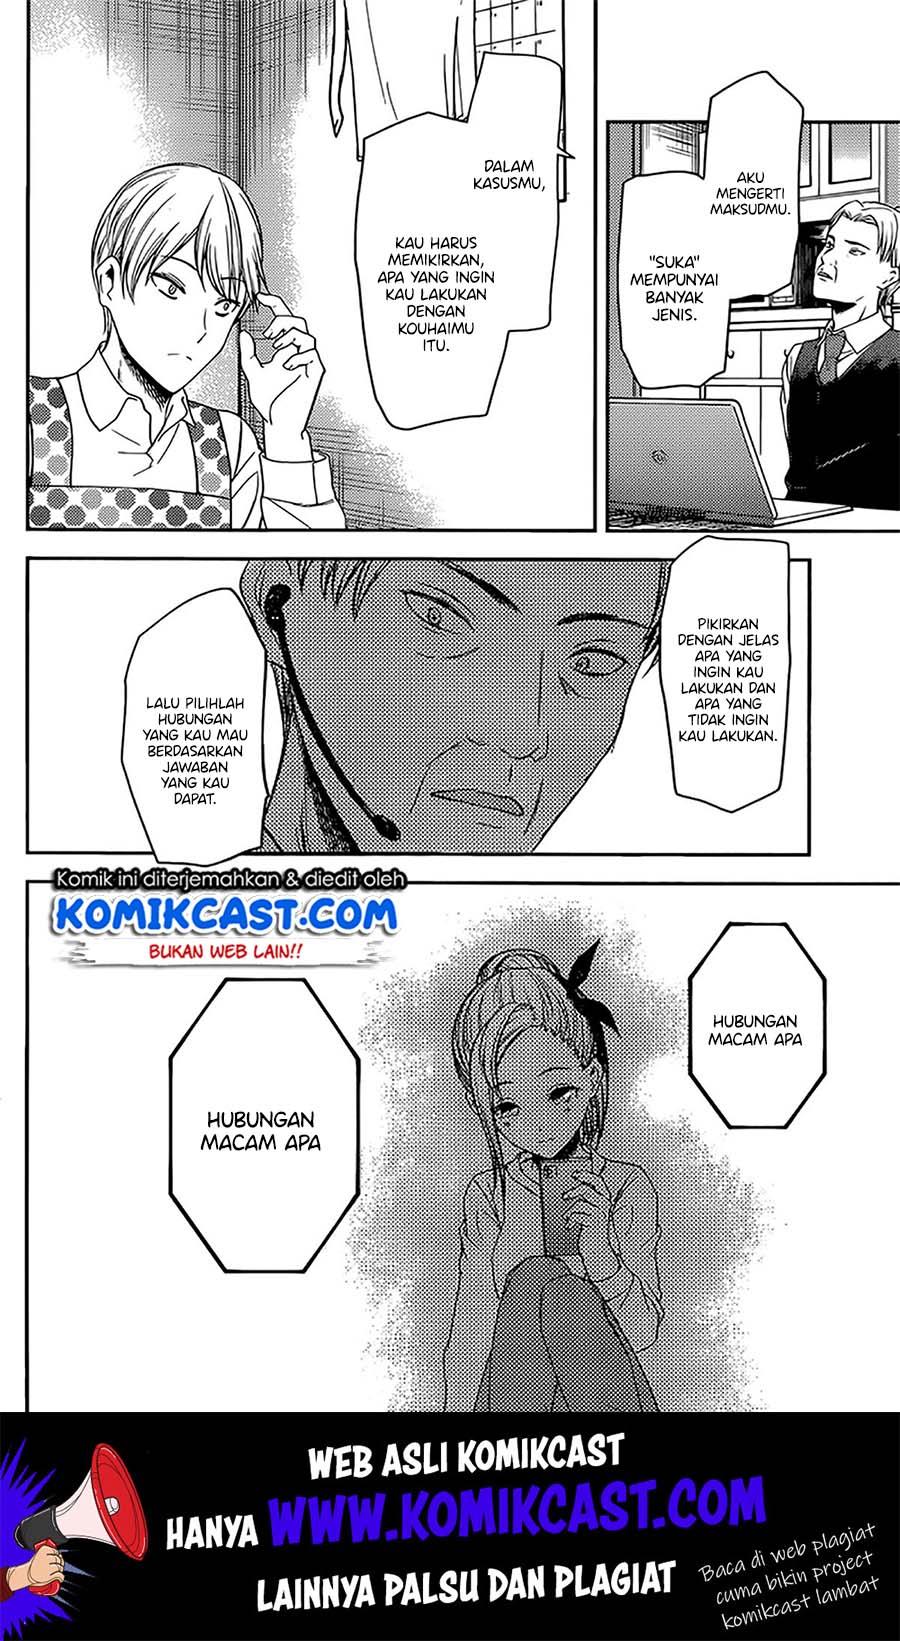 AKU
MENGERTI
MAKSUDMU.
"SUKA"
MEMPUNYAI
BANYAK
JENIS.
DALAM
KASUSMU,
KAU HARUS
MEMIKIRKAN,
APA YANG INGIN
KAU LAKUKAN
DENGAN
KOUHAIMU
ITU.
PIKIRKAN
DENGAN JELAS
APA YANG
INGIN KAU
LAKUKAN DAN
APA YANG
TIDAK INGIN
KAU LAKUKAN.
LALU PILIHLAH
HUBUNGAN
YANG KAU MAU
BERDASARKAN
JAWABAN
YANG KAU
DAPAT.
Komik ini diterjemahkan & diedit oleh
KOMIKCAST.COM
BUKAN WEB LAIN!!
HUBUNGAN
MACAM APA
HUBUNGAN
MACAM APA
WEB ASLI KOMIKCAST
HANYA WWW.KOMIKCAST.COM
LAINNYA PALSU DAN PLAGIAT
Baca di web plagiat
cuma bikin project
komikcast lambat